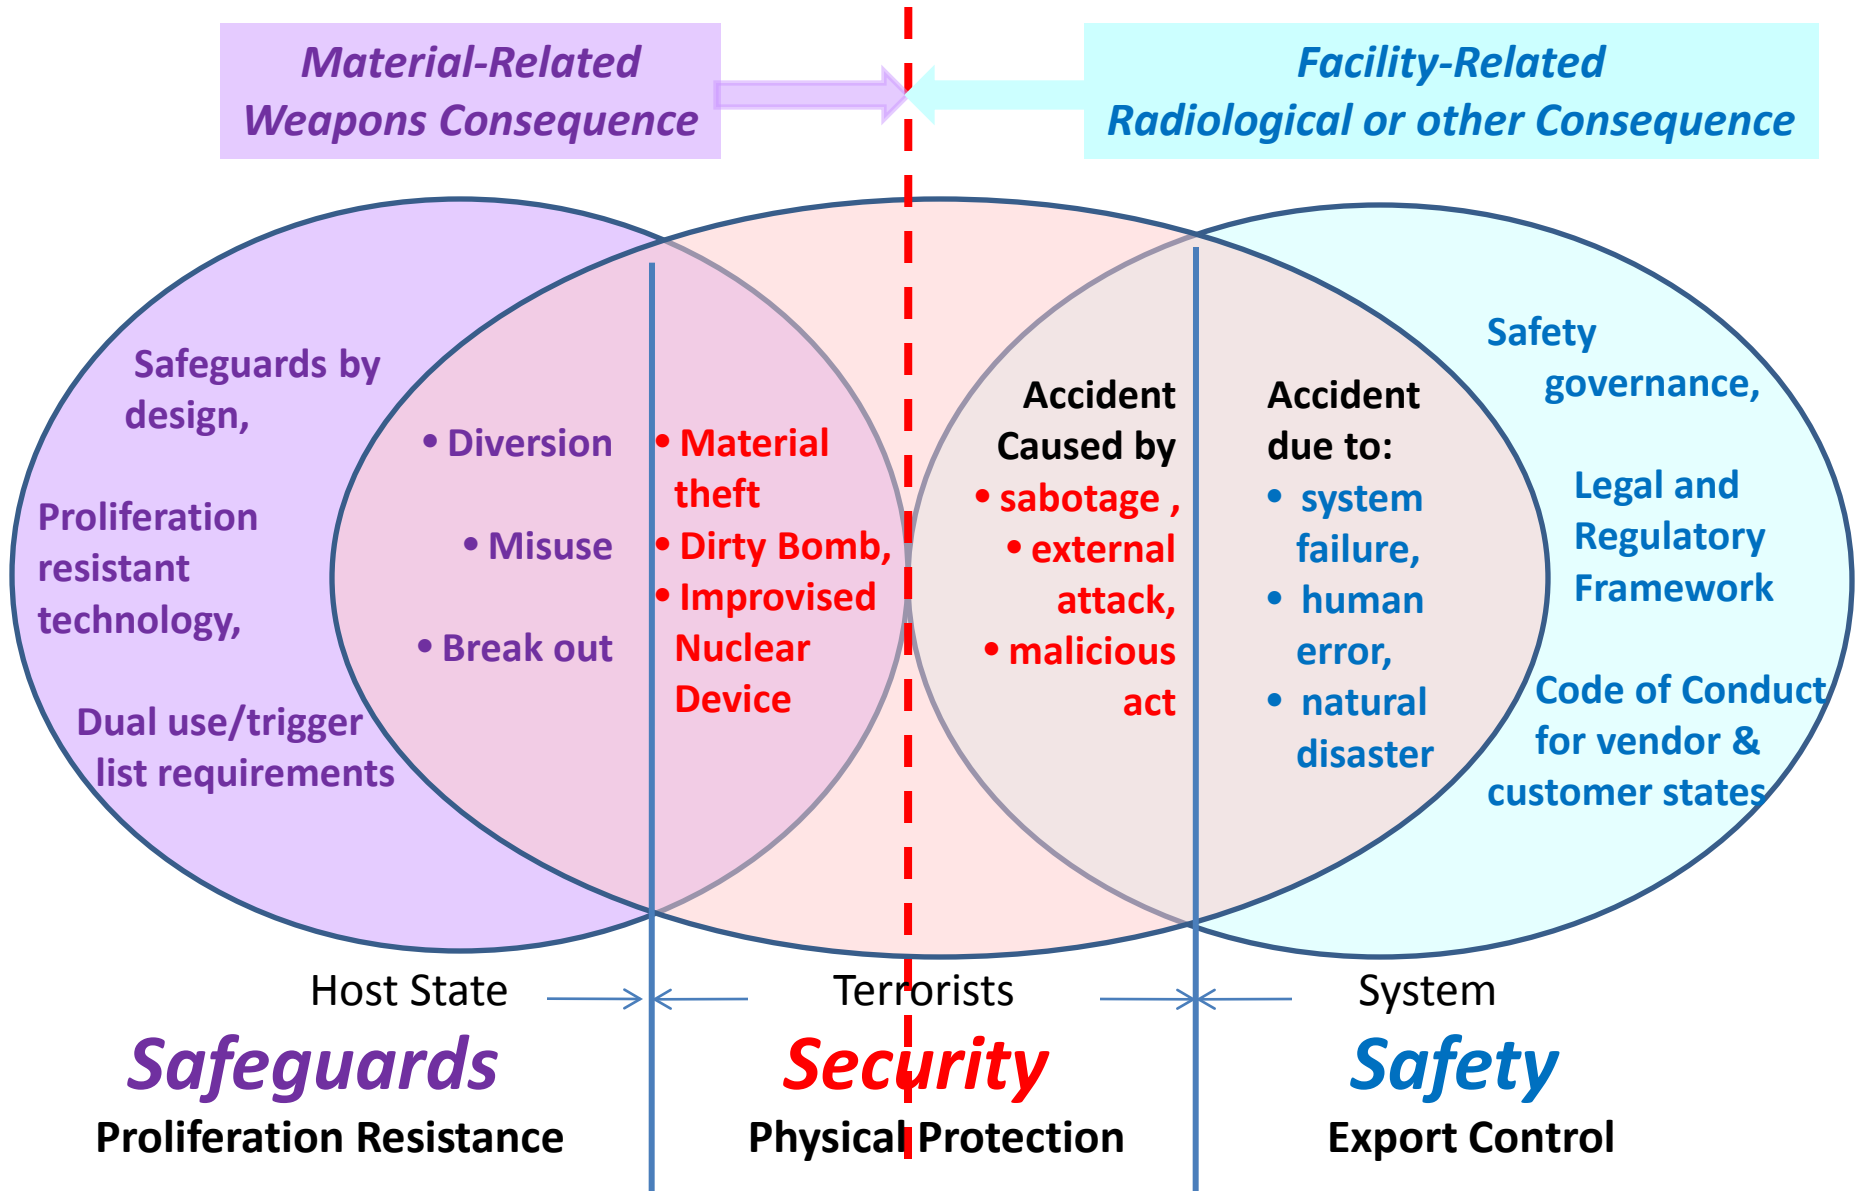 Material-Related
Weapons Consequence
Facility-Related
Radiological or other Consequence
Safeguards by
design,
Proliferation
resistant
technology,
Dual use/trigger
list requirements
• Diversion
• Misuse
• Break out
• Material
theft
• Dirty Bomb,
• Improvised
Nuclear
Device
Accident
Caused by
• sabotage ,
• external
attack,
• malicious
act
Accident
due to:
• system
failure,
• human
error,
• natural
disaster
Safety
governance,
Legal and
Regulatory
Framework
Code of Conduct
for vendor &
customer states
Host State
Terrorists
System
Safeguards
Security
Safety
Proliferation Resistance
Physical Protection
Export Control